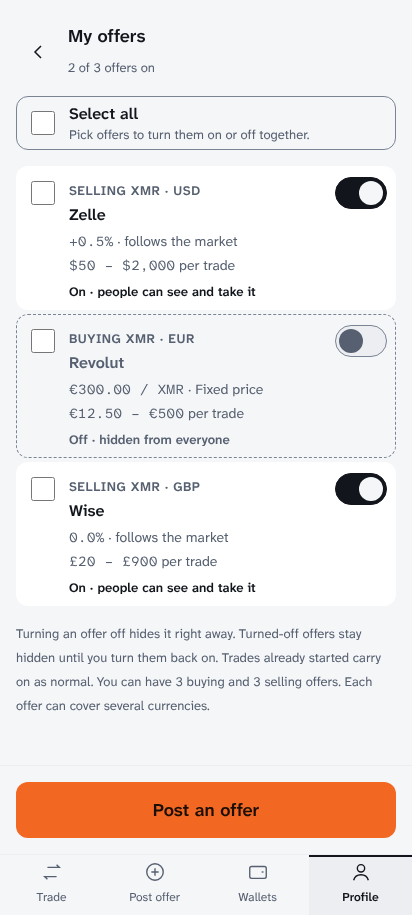 My offers
2 of 3 offers on
Select all
Pick offers to turn them on or off together.
SELLING XMR · USD
Zelle
+0.5% · follows the market
$50 – $2,000 per trade
On · people can see and take it
BUYING XMR · EUR
Revolut
€300.00 / XMR · Fixed price
€12.50 – €500 per trade
Off · hidden from everyone
SELLING XMR · GBP
Wise
0.0% · follows the market
£20 – £900 per trade
On · people can see and take it
Turning an offer off hides it right away. Turned-off offers stay
hidden until you turn them back on. Trades already started carry
on as normal. You can have 3 buying and 3 selling offers. Each
offer can cover several currencies.
Post an offer
Trade
Post offer
Wallets
Profile